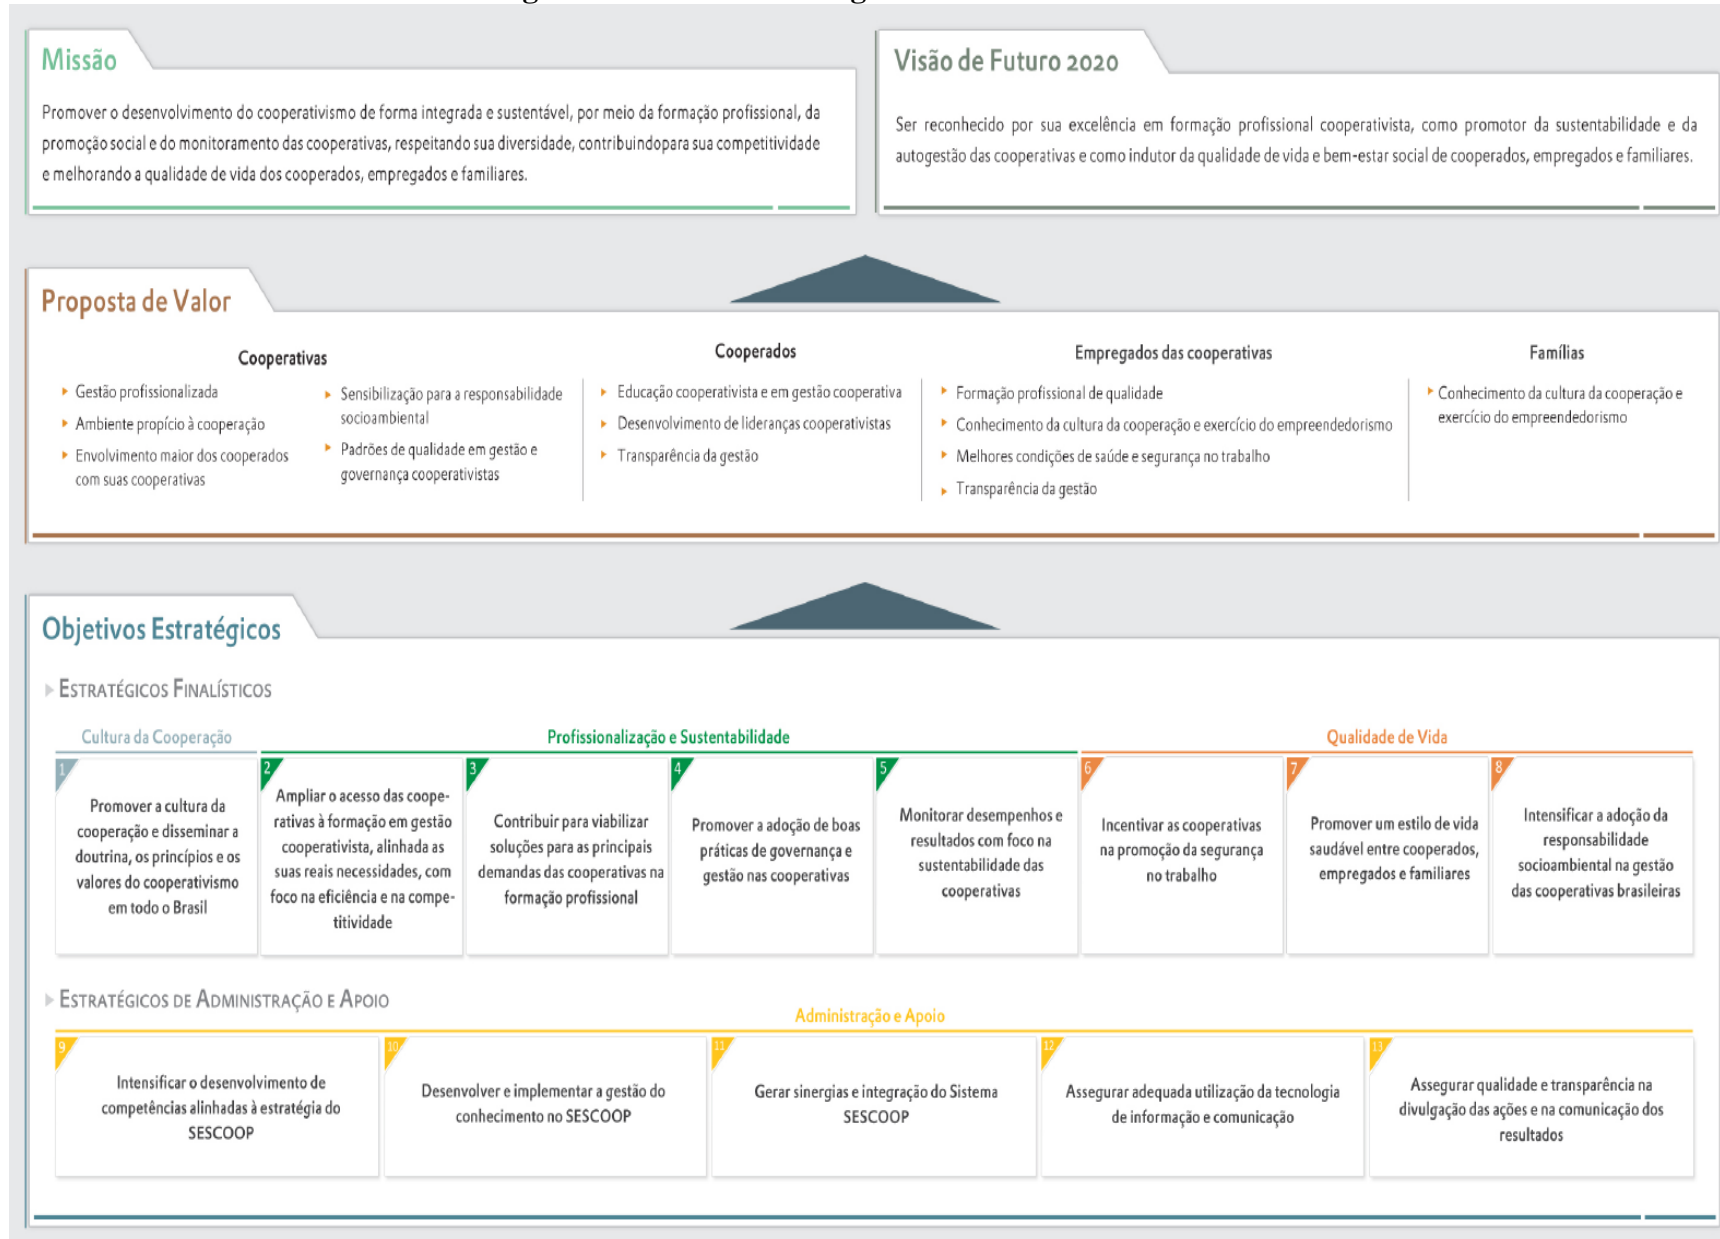 Missão
Promover o desenvolvimento do cooperativismo de forma integrada e sustentável, por meio da formação profissional, da
promoção social e do monitoramento das cooperativas, respeitando sua diversidade, contribuindopara sua competitividade
e melhorando a qualidade de vida dos cooperados, empregados e familiares.
Visão de Futuro 2020
Ser reconhecido por sua excelência em formação profissional cooperativista, como promotor da sustentabilidade e da
autogestão das cooperativas e como indutor da qualidade de vida e bem-estar social de cooperados, empregados e familiares.
Proposta de Valor
Cooperativas
Gestão profissionalizada
Ambiente propício à cooperação
Envolvimento maior dos cooperados
com suas cooperativas
Sensibilização para a responsabilidade
socioambiental
Padrões de qualidade em gestão e
governança cooperativistas
Cooperados
Educação cooperativista e em gestão cooperativa
Desenvolvimento de lideranças cooperativistas
Transparência da gestão
Empregados das cooperativas
Formação profissional de qualidade
Conhecimento da cultura da cooperação e exercício do empreendedorismo
Melhores condições de saúde e segurança no trabalho
Transparência da gestão
Famílias
Conhecimento da cultura da cooperação e
exercício do empreendedorismo
Objetivos Estratégicos
Estratégicos Finalísticos
Cultura da Cooperação
1
Promover a cultura da
cooperação e disseminar a
doutrina, os princípios e os
valores do cooperativismo
em todo o Brasil
Profissionalização e Sustentabilidade
2
Ampliar o acesso das coope-
rativas à formação em gestão
cooperativista, alinhada as
suas reais necessidades, com
foco na eficiência e na compe-
titividade
3
Contribuir para viabilizar
soluções para as principais
demandas das cooperativas na
formação profissional
4
Promover a adoção de boas
práticas de governança e
gestão nas cooperativas
5
Monitorar desempenhos e
resultados com foco na
sustentabilidade das
cooperativas
Qualidade de Vida
6
Incentivar as cooperativas
na promoção da segurança
no trabalho
7
Promover um estilo de vida
saudável entre cooperados,
empregados e familiares
8
Intensificar a adoção da
responsabilidade
socioambiental na gestão
das cooperativas brasileiras
Estratégicos de Administração e Apoio
Administração e Apoio
9
Intensificar o desenvolvimento de
competências alinhadas à estratégia do
SESCOOP
10
Desenvolver e implementar a gestão do
conhecimento no SESCOOP
11
Gerar sinergias e integração do Sistema
SESCOOP
12
Assegurar adequada utilização da tecnologia
de informação e comunicação
13
Assegurar qualidade e transparência na
divulgação das ações e na comunicação dos
resultados